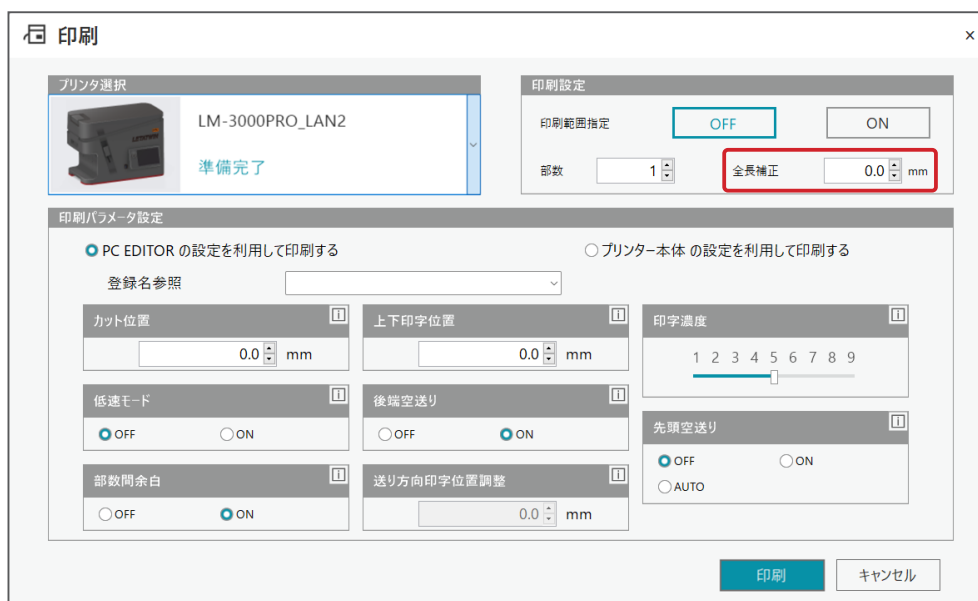 印刷
×
プリンタ選択
LM-3000PRO_LAN2
準備完了
印刷設定
印刷範囲指定 OFF ON
部数 1 全長補正 0.0 mm
印刷パラメータ設定
PC EDITOR の設定を利用して印刷する プリンター本体 の設定を利用して印刷する
登録名参照
カット位置
0.0 mm
上下印字位置
0.0 mm
印字濃度
1 2 3 4 5 6 7 8 9
低速モード
OFF ON
後端空送り
OFF ON
先頭空送り
OFF ON
AUTO
部数間余白
OFF ON
送り方向印字位置調整
0.0 mm
印刷 キャンセル